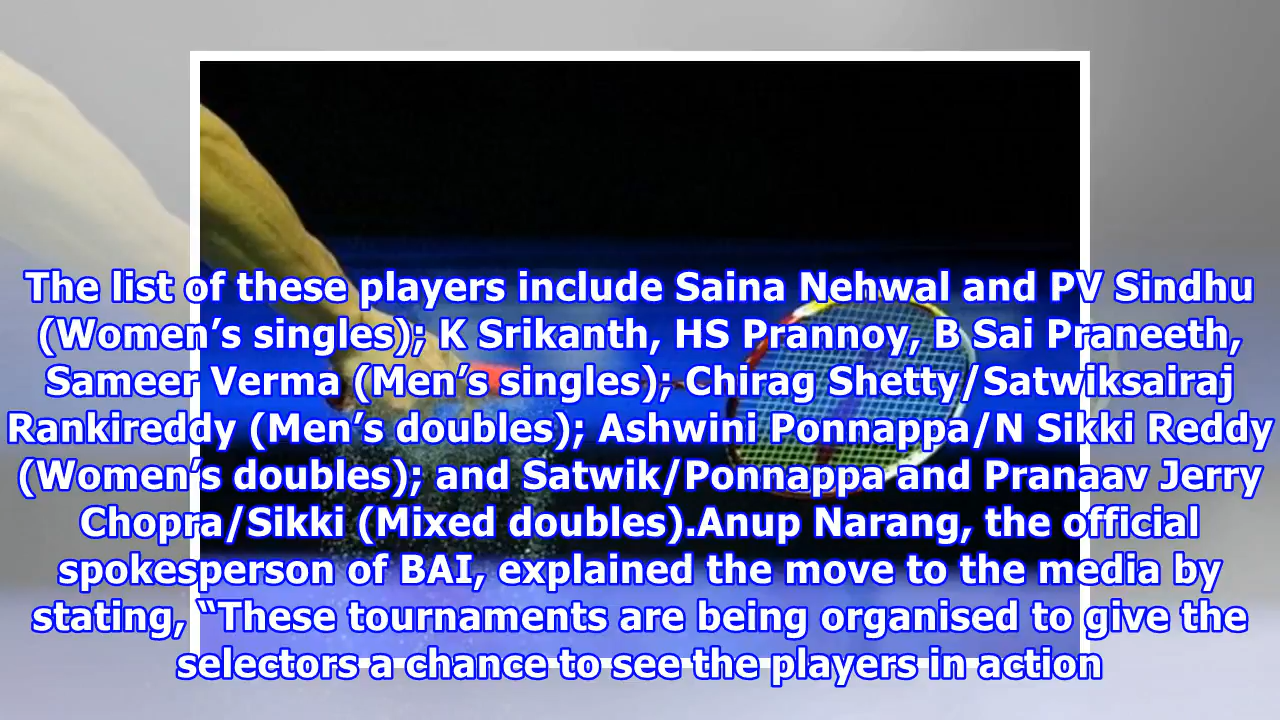 The list of these players include Saina Nehwal and PV Sindhu
(Women’s singles); K Srikanth, HS Prannoy, B Sai Praneeth,
Sameer Verma (Men’s singles); Chirag Shetty/Satwiksairaj
Rankireddy (Men’s doubles); Ashwini Ponnappa/N Sikki Reddy
(Women’s doubles); and Satwik/Ponnappa and Pranaav Jerry
Chopra/Sikki (Mixed doubles).Anup Narang, the official
spokesperson of BAI, explained the move to the media by
stating, “These tournaments are being organised to give the
selectors a chance to see the players in action